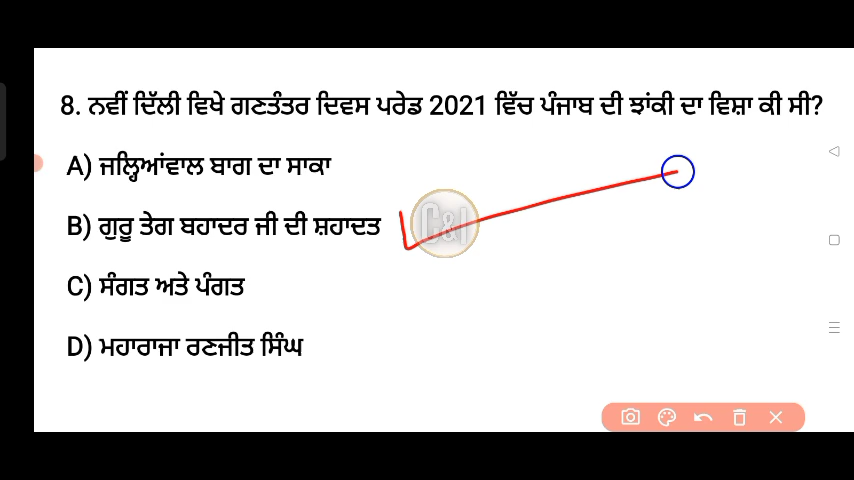 8. ਨਵੀਂ ਦਿੱਲੀ ਵਿਖੇ ਗਣਤੰਤਰ ਦਿਵਸ ਪਰੇਡ 2021 ਵਿੱਚ ਪੰਜਾਬ ਦੀ ਝਾਂਕੀ ਦਾ ਵਿਸ਼ਾ ਕੀ ਸੀ?
A) ਜਲ੍ਹਿਆਂਵਾਲ ਬਾਗ ਦਾ ਸਾਕਾ
B) ਗੁਰੂ ਤੇਗ ਬਹਾਦਰ ਜੀ ਦੀ ਸ਼ਹਾਦਤ
C&I
C) ਸੰਗਤ ਅਤੇ ਪੰਗਤ
D) ਮਹਾਰਾਜਾ ਰਣਜੀਤ ਸਿੰਘ